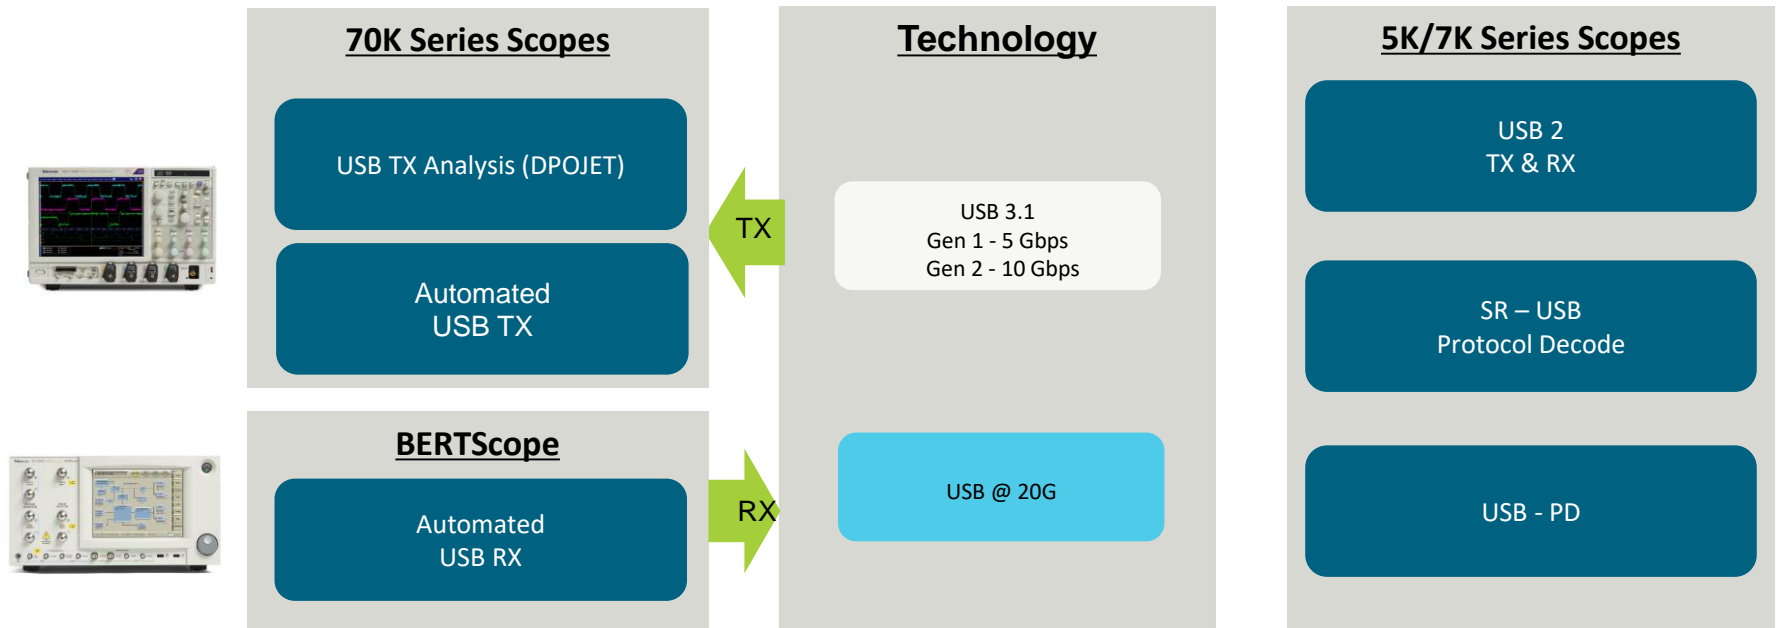 70K Series Scopes
USB TX Analysis (DPOJET)
Automated
USB TX
BERTScope
Automated
USB RX
TX
RX
Technology
USB 3.1
Gen 1 - 5 Gbps
Gen 2 - 10 Gbps
USB @ 20G
5K/7K Series Scopes
USB 2
TX & RX
SR – USB
Protocol Decode
USB - PD